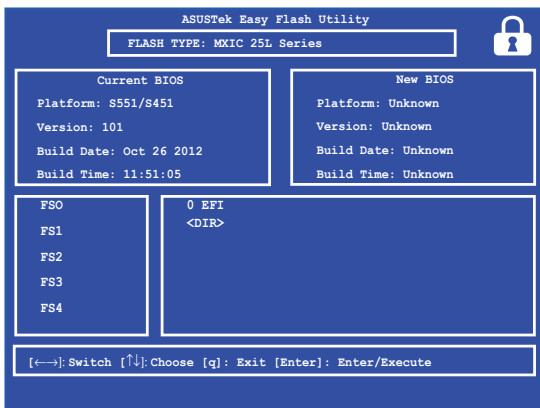 ASUSTek Easy Flash Utility
FLASH TYPE: MXIC 25L Series
Current BIOS
Platform: S551/S451
Version: 101
Build Date: Oct 26 2012
Build Time: 11:51:05
New BIOS
Platform: Unknown
Version: Unknown
Build Date: Unknown
Build Time: Unknown
FSO
FS1
FS2
FS3
FS4
0 EFI
<DIR>
[←→]: Switch [↑↓]: Choose [q]: Exit [Enter]: Enter/Execute